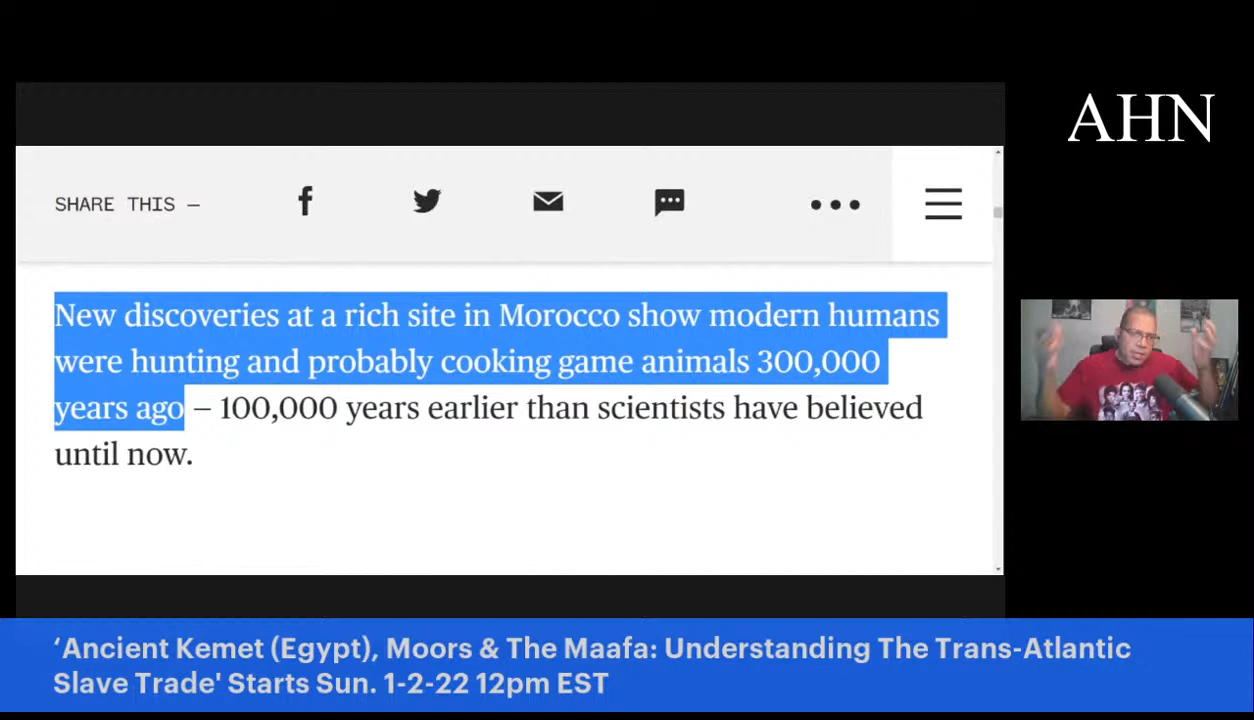 AHN
SHARE THIS —
New discoveries at a rich site in Morocco show modern humans
were hunting and probably cooking game animals 300,000
years ago – 100,000 years earlier than scientists have believed
until now.
‘Ancient Kemet (Egypt), Moors & The Maafa: Understanding The Trans-Atlantic
Slave Trade' Starts Sun. 1-2-22 12pm EST